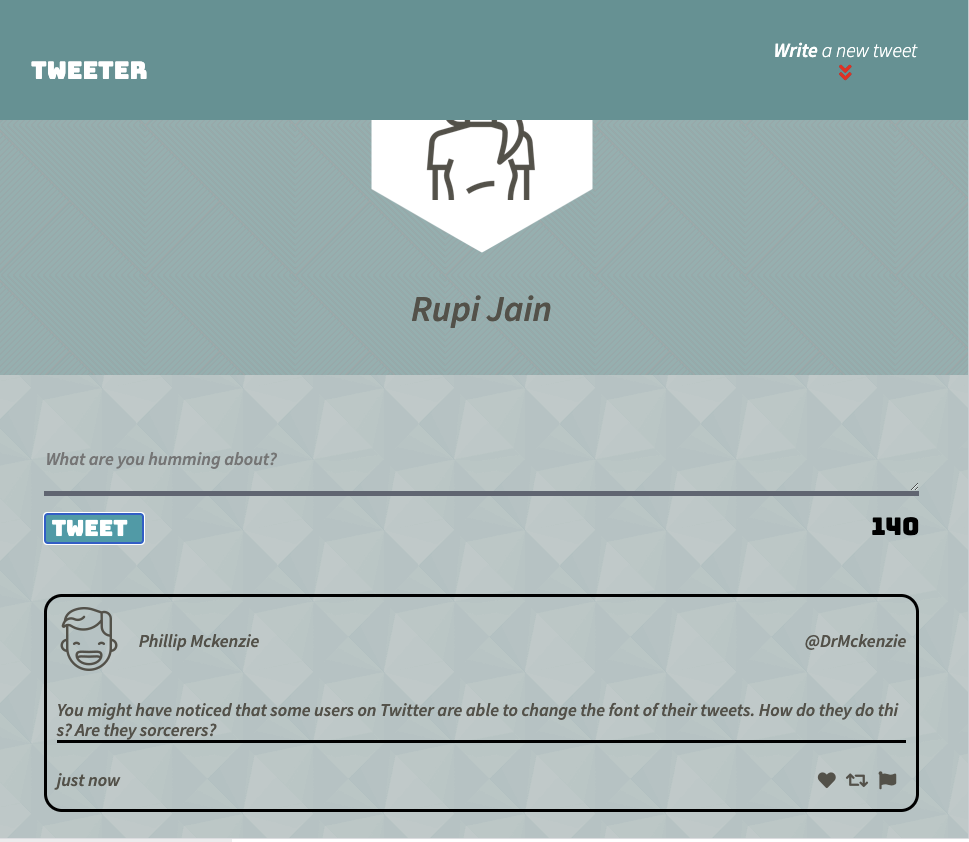 TWEETER
Write a new tweet
Rupi Jain
What are you humming about?
TWEET
140
Phillip Mckenzie
@DrMckenzie
You might have noticed that some users on Twitter are able to change the font of their tweets. How do they do thi
s? Are they sorcerers?
just now